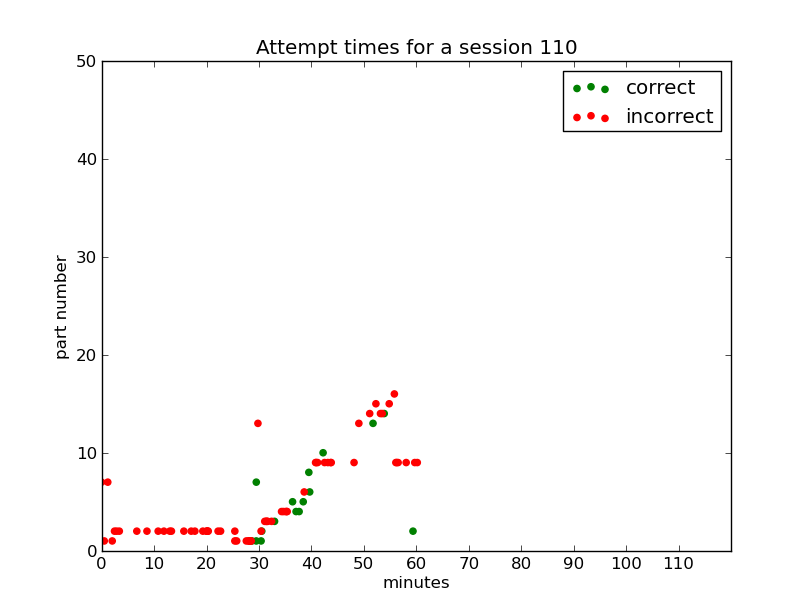 Attempt times for a session 110
correct
incorrect
50
40
30
20
10
0
part number
0 10 20 30 40 50 60 70 80 90 100 110
minutes